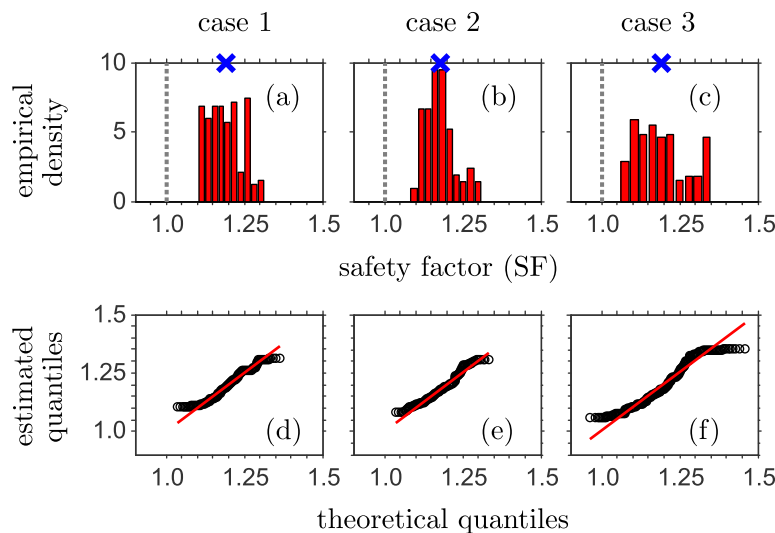 case 1 case 2 case 3
empirical
density
10
5
0
(a) (b) (c)
1.0 1.25 1.5 1.0 1.25 1.5 1.0 1.25 1.5
safety factor (SF)
estimated
quantiles
1.5
1.25
1.0
(d) (e) (f)
1.0 1.25 1.5 1.0 1.25 1.5 1.0 1.25 1.5
theoretical quantiles